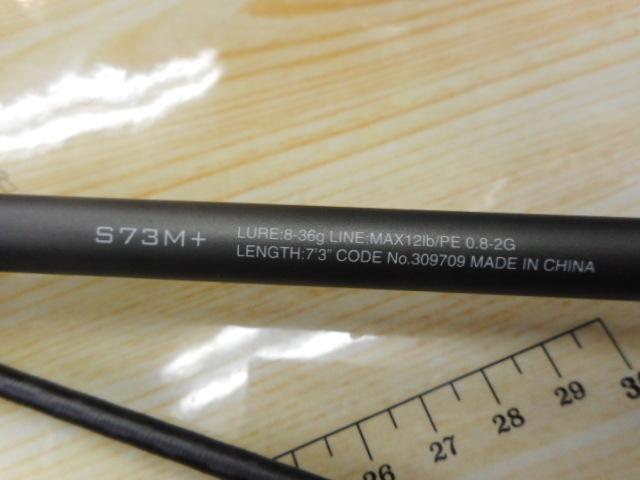 S73M+
LURE:8-36g LINE:MAX12lb/PE 0.8-2G
LENGTH:7'3" CODE No.309709 MADE IN CHINA
26 27 28 29